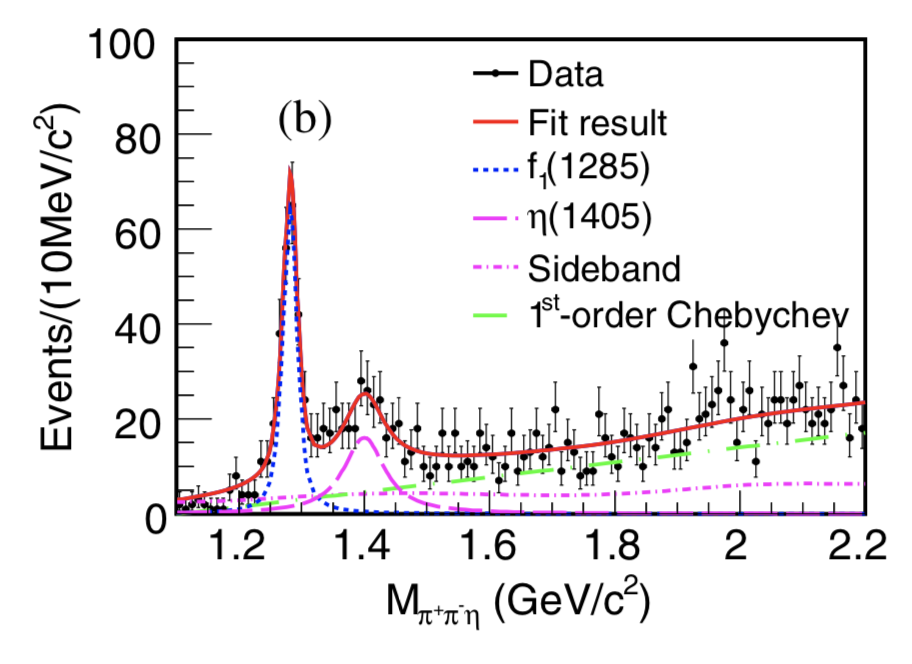 100
80
60
40
20
0
Events/(10MeV/c²)
(b)
Data
Fit result
f₁(1285)
η(1405)
Sideband
1ˢᵗ-order Chebychev
1.2 1.4 1.6 1.8 2 2.2
M_π⁺π⁻η (GeV/c²)